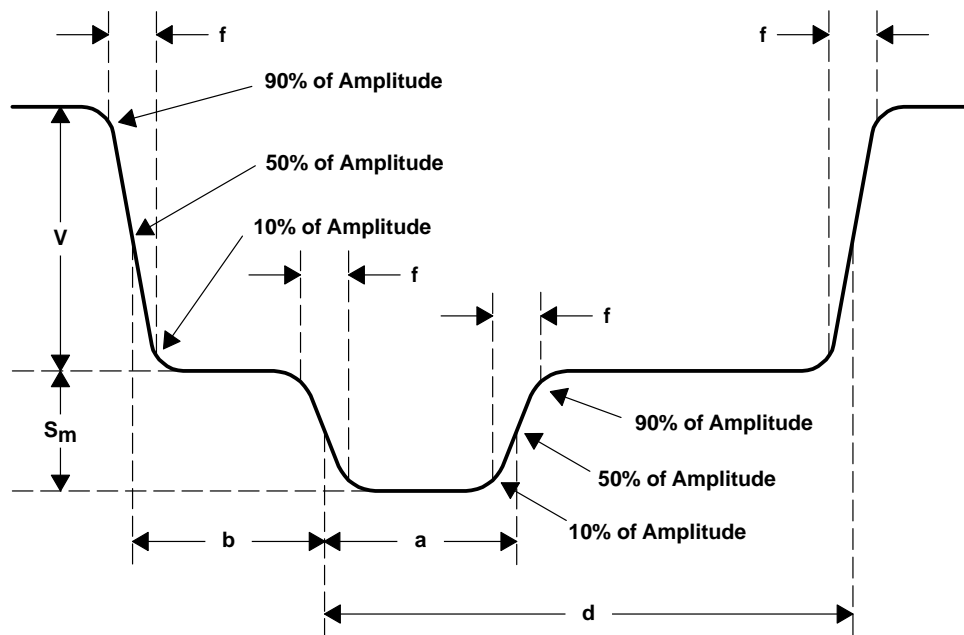 f
f
90% of Amplitude
50% of Amplitude
V
10% of Amplitude
f
f
Sm
90% of Amplitude
50% of Amplitude
10% of Amplitude
b
a
d